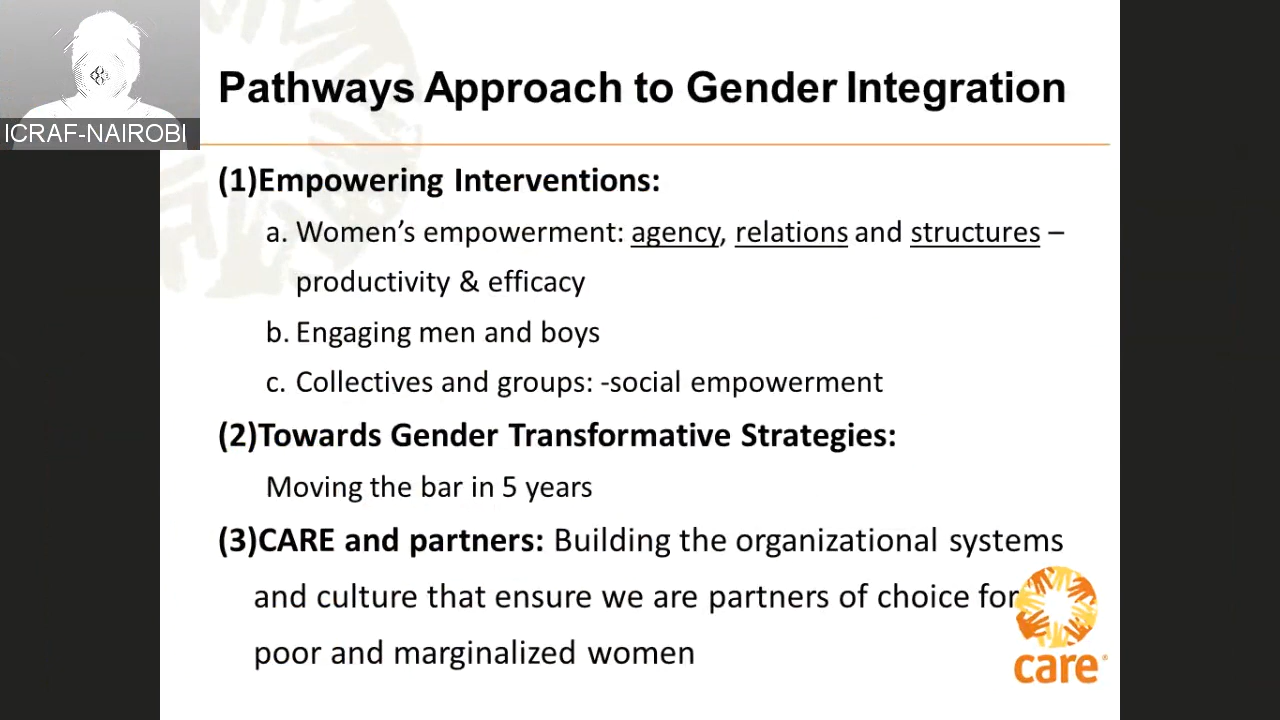 ICRAF-NAIROBI
Pathways Approach to Gender Integration
(1)Empowering Interventions:
a. Women’s empowerment: agency, relations and structures –
productivity & efficacy
b. Engaging men and boys
c. Collectives and groups: -social empowerment
(2)Towards Gender Transformative Strategies:
Moving the bar in 5 years
(3)CARE and partners: Building the organizational systems
and culture that ensure we are partners of choice for
poor and marginalized women
care®